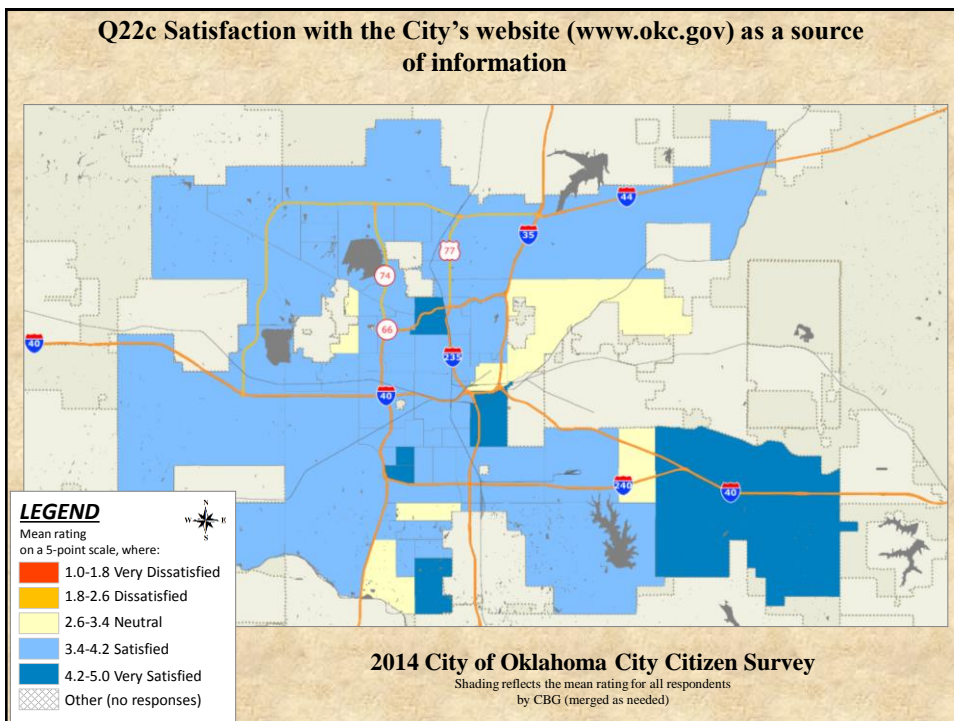 Q22c Satisfaction with the City's website (www.okc.gov) as a source
of information
44
35
77
74
66
40
235
40
240
40
LEGEND
N
W E
S
Mean rating
on a 5-point scale, where:
1.0-1.8 Very Dissatisfied
1.8-2.6 Dissatisfied
2.6-3.4 Neutral
3.4-4.2 Satisfied
4.2-5.0 Very Satisfied
Other (no responses)
2014 City of Oklahoma City Citizen Survey
Shading reflects the mean rating for all respondents
by CBG (merged as needed)